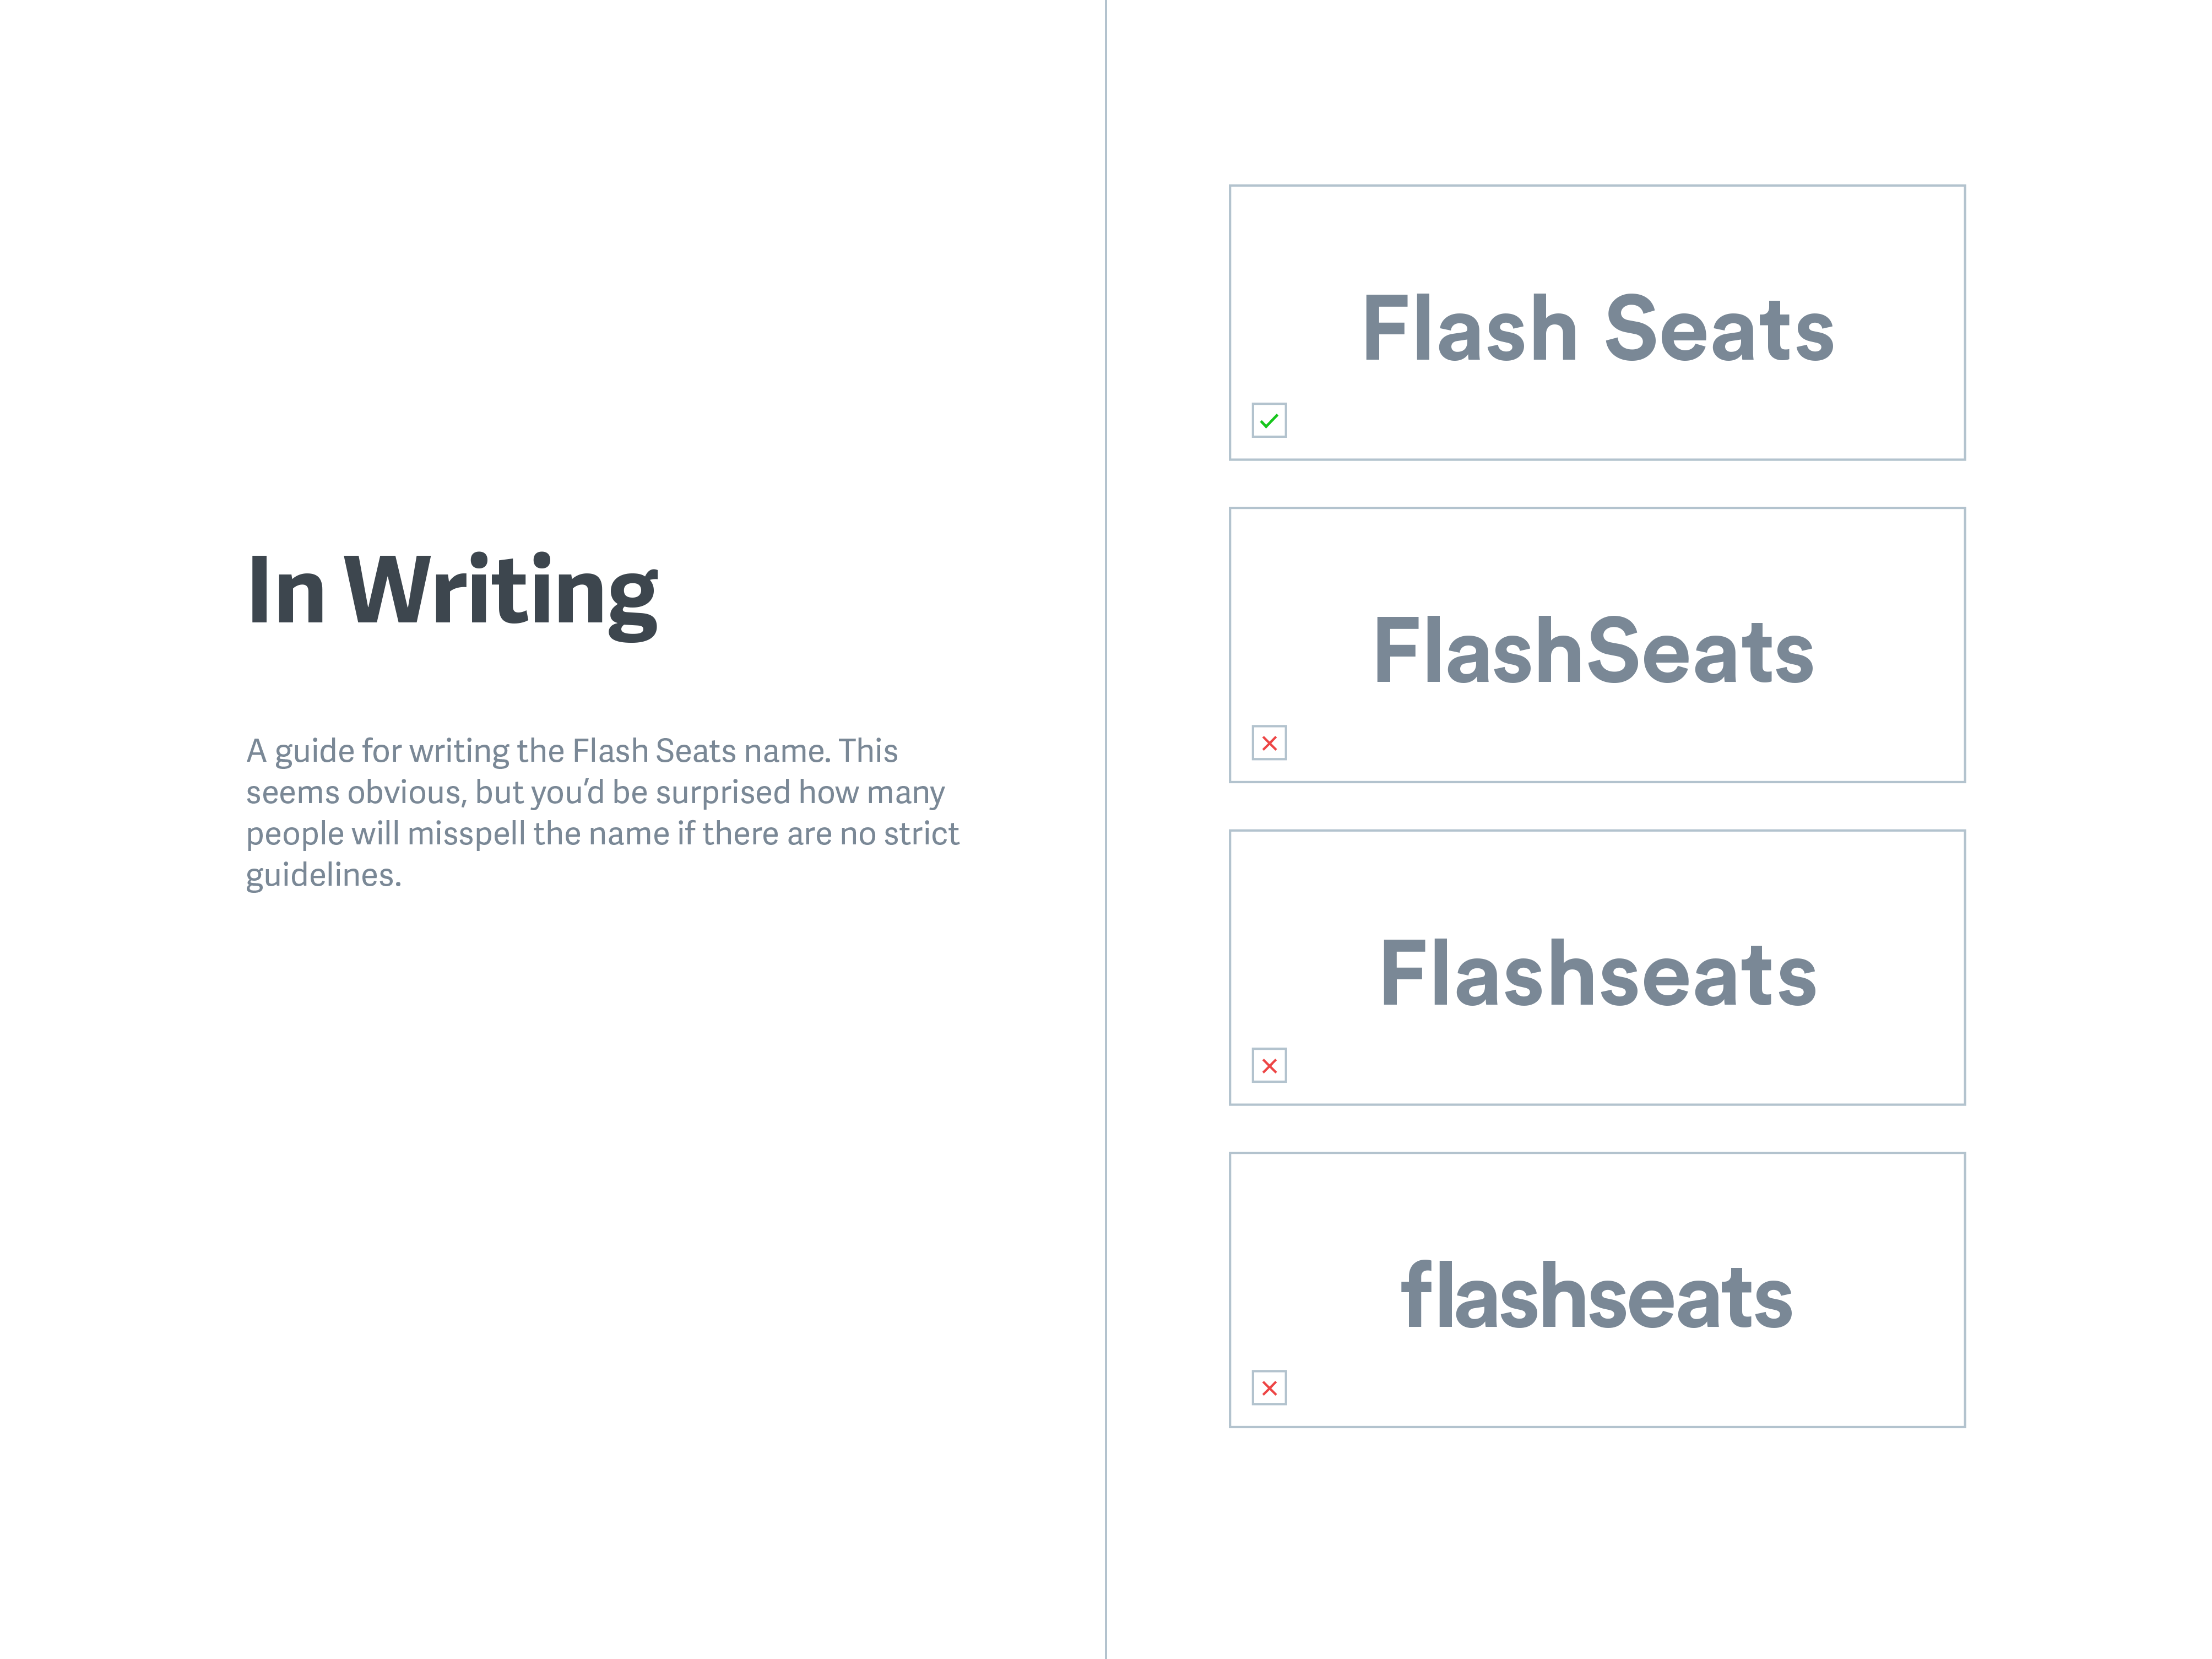 In Writing
A guide for writing the Flash Seats name. This
seems obvious, but you’d be surprised how many
people will misspell the name if there are no strict
guidelines.
Flash Seats
FlashSeats
Flashseats
flashseats